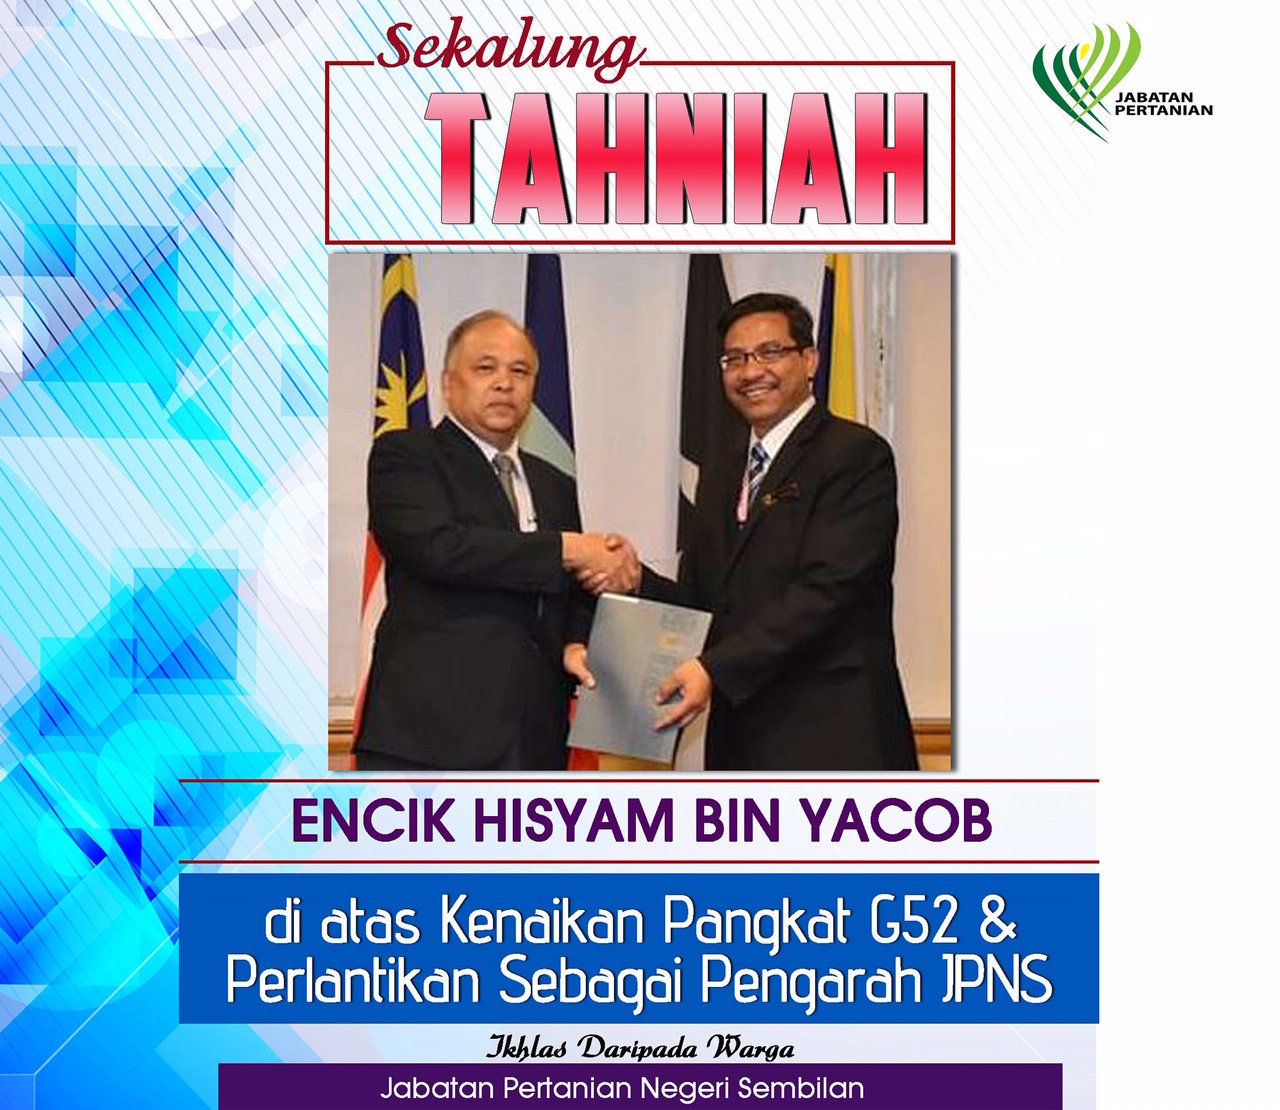 Sekalung
TAHNIAH
JABATAN
PERTANIAN
ENCIK HISYAM BIN YACOB
di atas Kenaikan Pangkat G52 &
Perlantikan Sebagai Pengarah JPNS
Ikhlas Daripada Warga
Jabatan Pertanian Negeri Sembilan